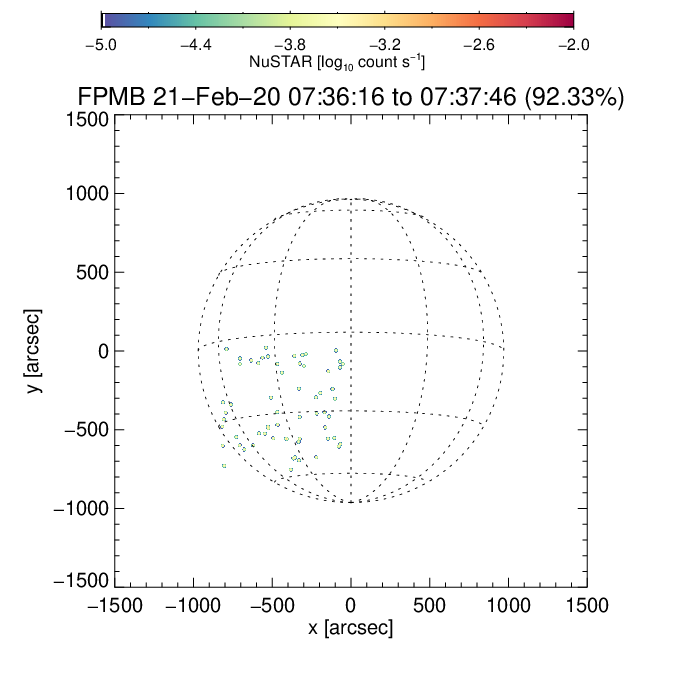 −5.0 −4.4 −3.8 −3.2 −2.6 −2.0
NuSTAR [log₁₀ count s⁻¹]
FPMB 21−Feb−20 07:36:16 to 07:37:46 (92.33%)
1500
1000
500
0
−500
−1000
−1500
y [arcsec]
−1500 −1000 −500 0 500 1000 1500
x [arcsec]